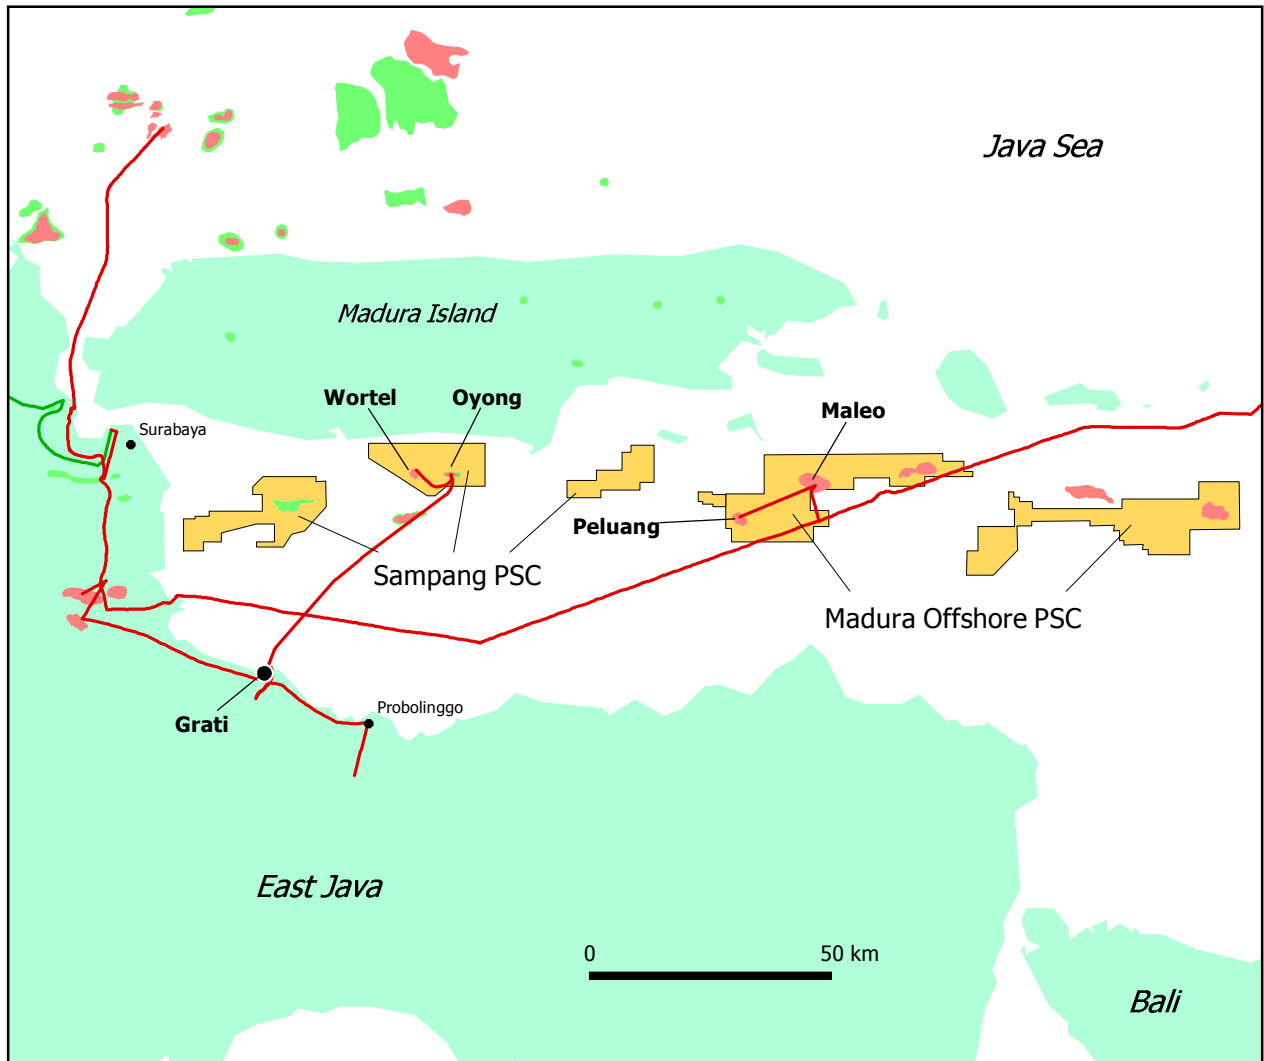 Java Sea
Madura Island
Wortel
Oyong
Maleo
Surabaya
Peluang
Sampang PSC
Madura Offshore PSC
Grati
Probolinggo
East Java
0
50 km
Bali